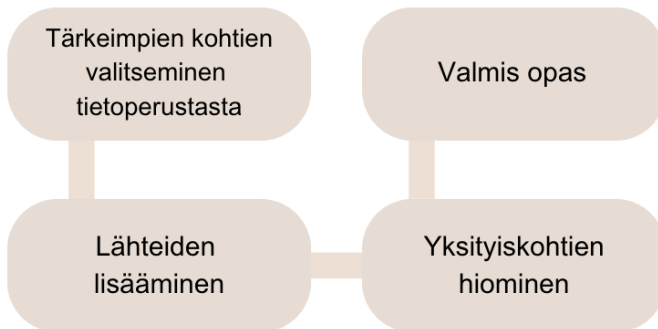 Tärkeimpien kohtien
valitseminen
tietoperustasta
Lähteiden
lisääminen
Yksityiskohtien
hiominen
Valmis opas